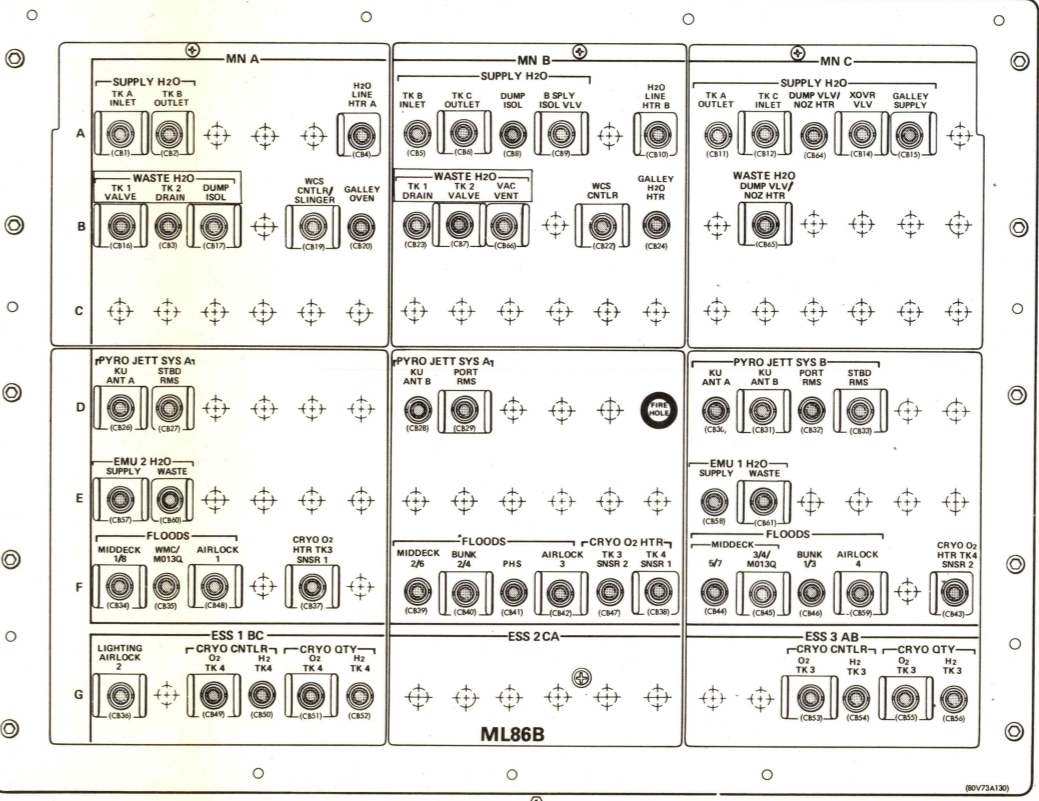 MN A
MN B
MN C
SUPPLY H2O
TK A INLET
TK B OUTLET
H2O LINE HTR A
SUPPLY H2O
TK B INLET
TK C OUTLET
DUMP ISOL
B SPLY ISOL VLV
H2O LINE HTR B
SUPPLY H2O
TK A OUTLET
TK C INLET
DUMP VLV/ NOZ HTR
XOVR VLV
GALLEY SUPPLY
A
(CB1)
(CB2)
(CB4)
(CB5)
(CB6)
(CB8)
(CB9)
(CB10)
(CB11)
(CB12)
(CB64)
(CB14)
(CB15)
WASTE H2O
TK 1 VALVE
TK 2 DRAIN
DUMP ISOL
WCS CNTLR/ SLINGER
GALLEY OVEN
WASTE H2O
TK 1 DRAIN
TK 2 VALVE
VAC VENT
WCS CNTLR
GALLEY H2O HTR
WASTE H2O
DUMP VLV/ NOZ HTR
B
(CB16)
(CB3)
(CB17)
(CB19)
(CB20)
(CB23)
(CB7)
(CB66)
(CB22)
(CB24)
(CB65)
C
PYRO JETT SYS A
KU ANT A
STBD RMS
PYRO JETT SYS A
KU ANT B
PORT RMS
PYRO JETT SYS B
KU ANT A
KU ANT B
PORT RMS
STBD RMS
D
FIRE HOLE
(CB26)
(CB27)
(CB28)
(CB29)
(CB31)
(CB32)
(CB33)
EMU 2 H2O
SUPPLY
WASTE
EMU 1 H2O
SUPPLY
WASTE
E
(CB57)
(CB60)
(CB58)
(CB61)
FLOODS
MIDDECK 1/8
WMC/ M013Q
AIRLOCK 1
CRYO O2 HTR TK3 SNSR 1
FLOODS
MIDDECK 2/6
BUNK 2/4
PHS
AIRLOCK 3
CRYO O2 HTR
TK 3 SNSR 2
TK 4 SNSR 1
FLOODS
MIDDECK
5/7
3/4/ M013Q
BUNK 1/3
AIRLOCK 4
CRYO O2 HTR TK4 SNSR 2
F
(CB34)
(CB35)
(CB48)
(CB37)
(CB39)
(CB40)
(CB41)
(CB42)
(CB47)
(CB38)
(CB44)
(CB45)
(CB46)
(CB59)
(CB43)
ESS 1 BC
ESS 2 CA
ESS 3 AB
LIGHTING AIRLOCK 2
CRYO CNTLR
O2 TK 4
H2 TK4
CRYO QTY
O2 TK 4
H2 TK 4
CRYO CNTLR
O2 TK 3
H2 TK 3
CRYO QTY
O2 TK 3
H2 TK 3
G
(CB36)
(CB49)
(CB50)
(CB51)
(CB52)
(CB53)
(CB54)
(CB55)
(CB56)
ML86B
(80V73A130)